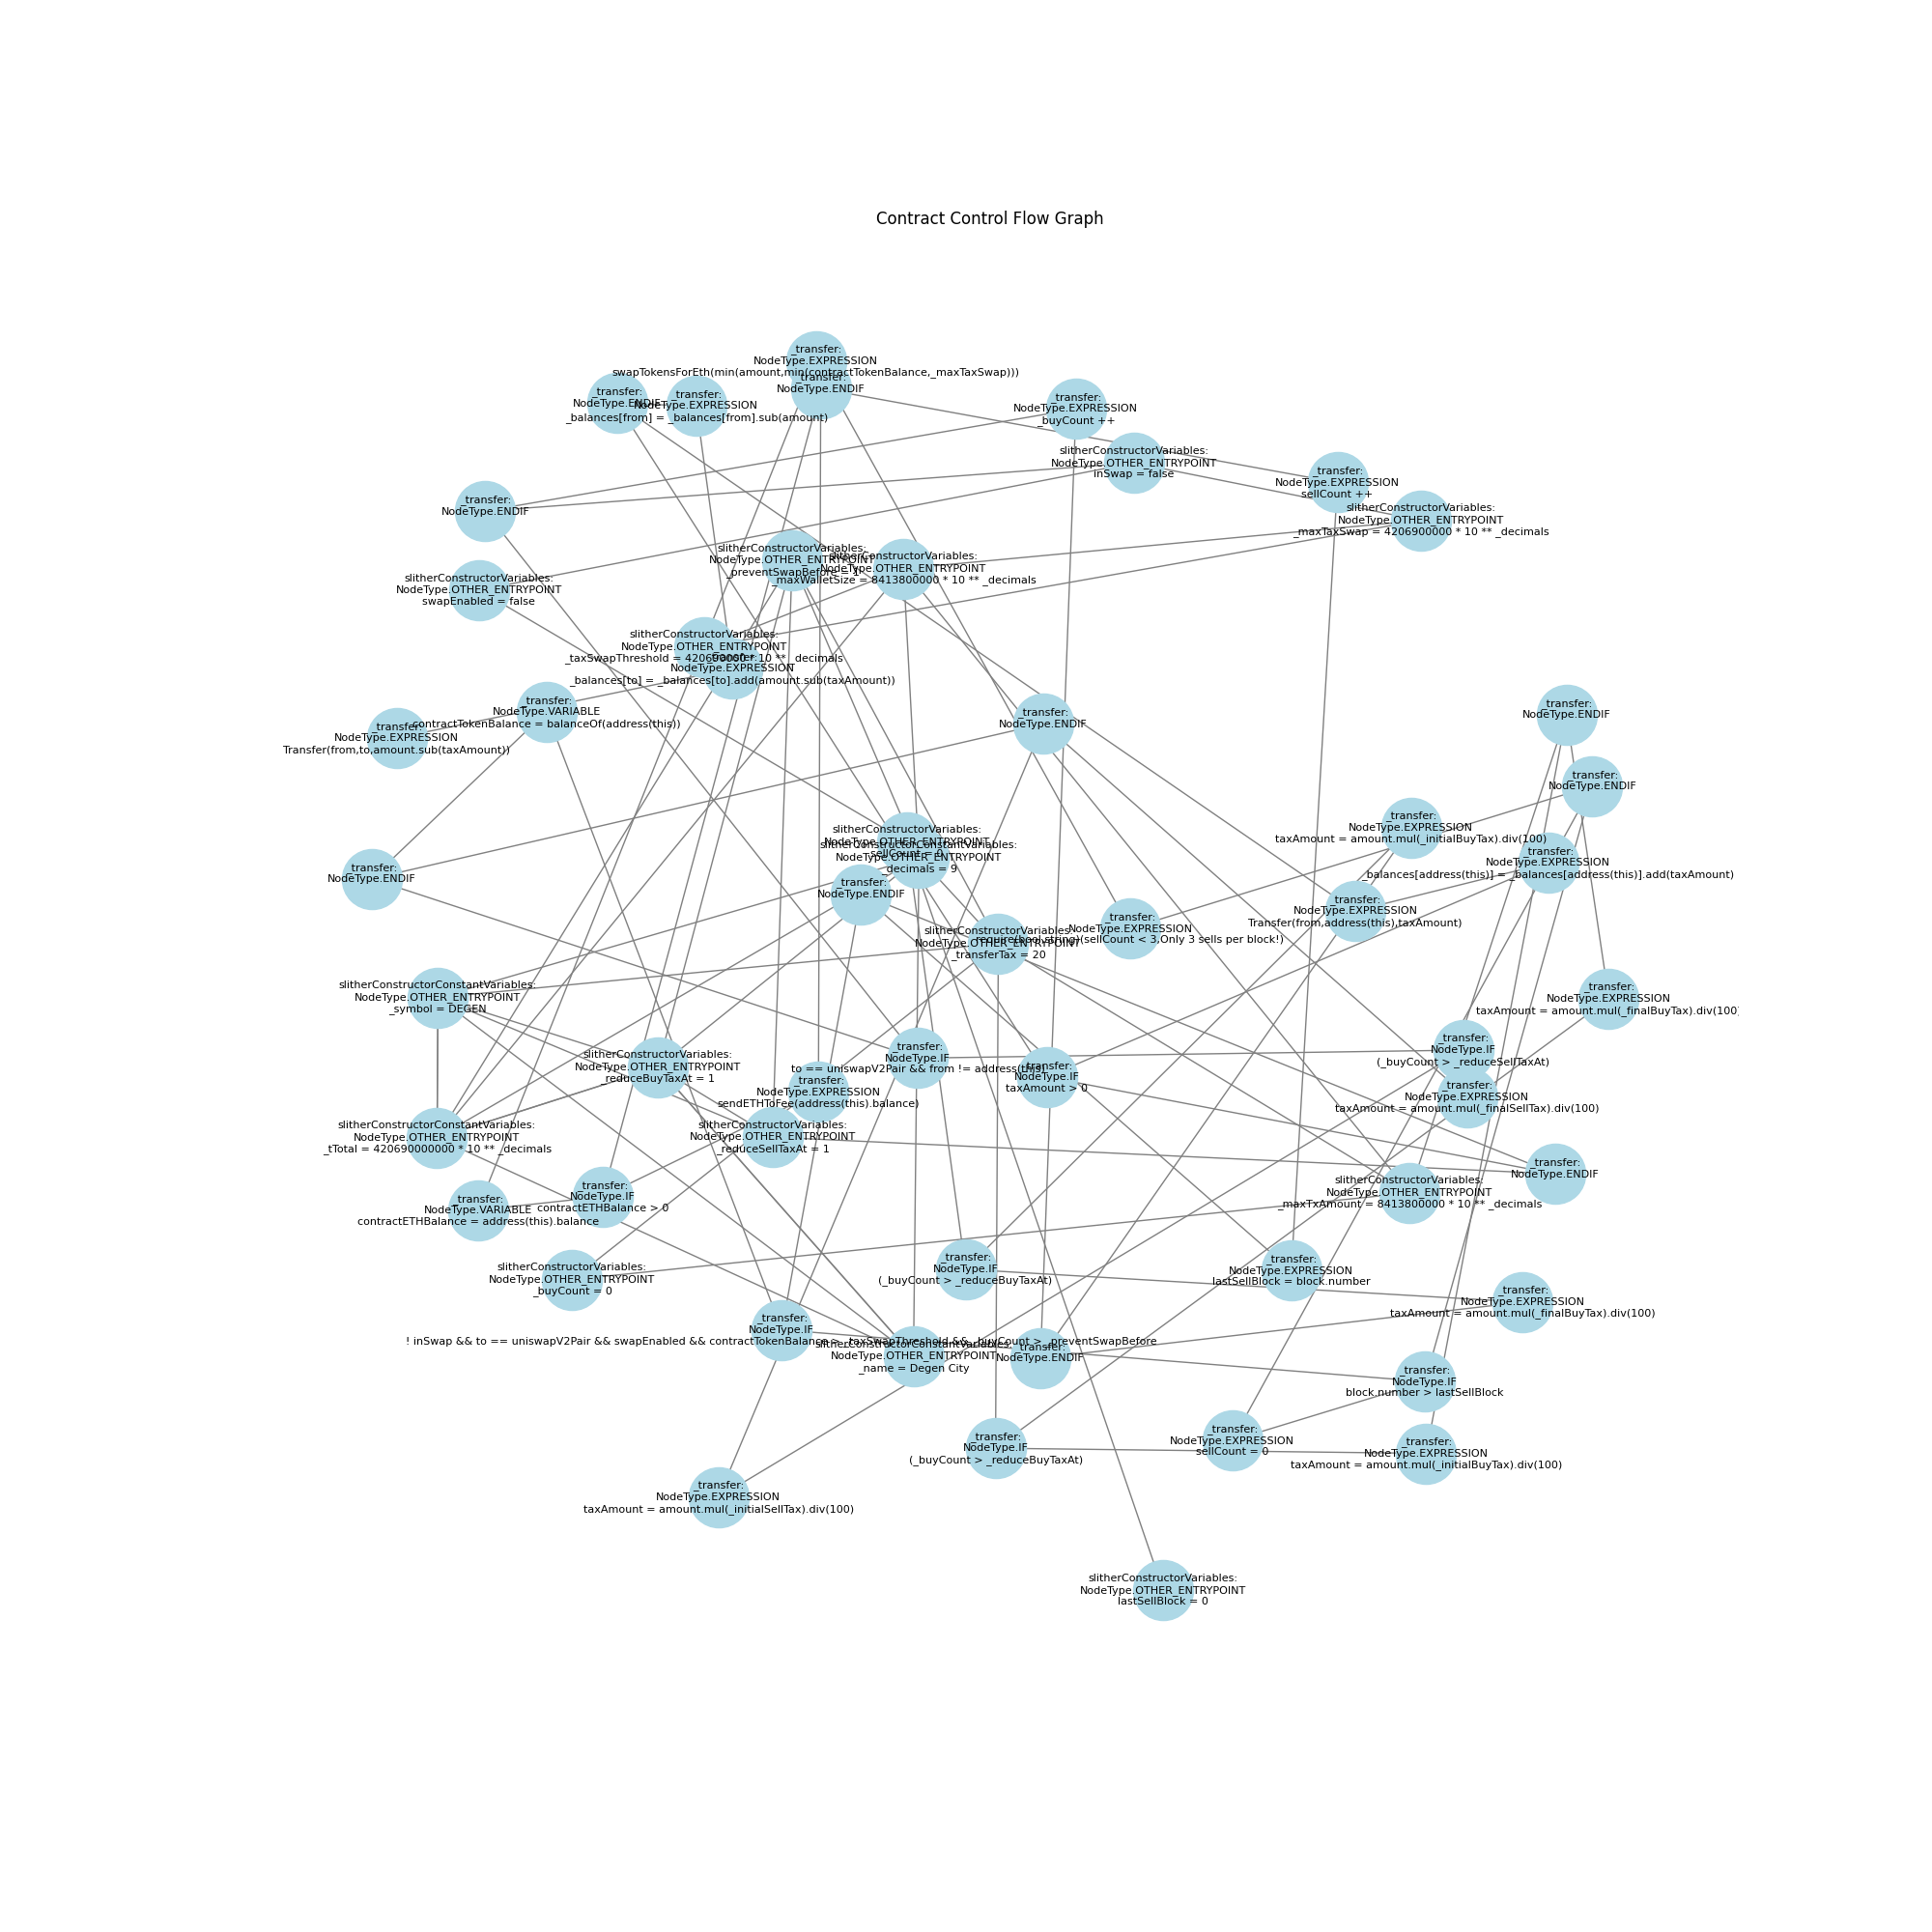 Contract Control Flow Graph
_transfer:
NodeType.EXPRESSION
swapTokensForEth(min(amount,min(contractTokenBalance,_maxTaxSwap)))
_transfer:
NodeType.ENDIF
_transfer:
NodeType.ENDIF
_transfer:
NodeType.EXPRESSION
_balances[from] = _balances[from].sub(amount)
_transfer:
NodeType.EXPRESSION
_buyCount ++
slitherConstructorVariables:
NodeType.OTHER_ENTRYPOINT
inSwap = false
_transfer:
NodeType.EXPRESSION
sellCount ++
_transfer:
NodeType.ENDIF
slitherConstructorVariables:
NodeType.OTHER_ENTRYPOINT
_maxTaxSwap = 4206900000 * 10 ** _decimals
slitherConstructorVariables:
NodeType.OTHER_ENTRYPOINT
_preventSwapBefore = 1
slitherConstructorVariables:
NodeType.OTHER_ENTRYPOINT
_maxWalletSize = 8413800000 * 10 ** _decimals
slitherConstructorVariables:
NodeType.OTHER_ENTRYPOINT
swapEnabled = false
slitherConstructorVariables:
NodeType.OTHER_ENTRYPOINT
_taxSwapThreshold = 420690000 * 10 ** _decimals
_transfer:
NodeType.EXPRESSION
_balances[to] = _balances[to].add(amount.sub(taxAmount))
_transfer:
NodeType.VARIABLE
contractTokenBalance = balanceOf(address(this))
_transfer:
NodeType.EXPRESSION
Transfer(from,to,amount.sub(taxAmount))
_transfer:
NodeType.ENDIF
_transfer:
NodeType.ENDIF
_transfer:
NodeType.ENDIF
_transfer:
NodeType.EXPRESSION
taxAmount = amount.mul(_initialBuyTax).div(100)
slitherConstructorVariables:
NodeType.OTHER_ENTRYPOINT
sellCount = 0
slitherConstructorConstantVariables:
NodeType.OTHER_ENTRYPOINT
_decimals = 9
_transfer:
NodeType.EXPRESSION
_balances[address(this)] = _balances[address(this)].add(taxAmount)
_transfer:
NodeType.ENDIF
_transfer:
NodeType.ENDIF
_transfer:
NodeType.EXPRESSION
Transfer(from,address(this),taxAmount)
_transfer:
NodeType.EXPRESSION
require(bool,string)(sellCount < 3,Only 3 sells per block!)
slitherConstructorVariables:
NodeType.OTHER_ENTRYPOINT
_transferTax = 20
slitherConstructorConstantVariables:
NodeType.OTHER_ENTRYPOINT
_symbol = DEGEN
_transfer:
NodeType.EXPRESSION
taxAmount = amount.mul(_finalBuyTax).div(100)
_transfer:
NodeType.IF
(_buyCount > _reduceSellTaxAt)
_transfer:
NodeType.IF
to == uniswapV2Pair && from != address(this)
slitherConstructorVariables:
NodeType.OTHER_ENTRYPOINT
_reduceBuyTaxAt = 1
_transfer:
NodeType.IF
taxAmount > 0
_transfer:
NodeType.EXPRESSION
sendETHToFee(address(this).balance)
_transfer:
NodeType.EXPRESSION
taxAmount = amount.mul(_finalSellTax).div(100)
slitherConstructorConstantVariables:
NodeType.OTHER_ENTRYPOINT
_tTotal = 420690000000 * 10 ** _decimals
slitherConstructorVariables:
NodeType.OTHER_ENTRYPOINT
_reduceSellTaxAt = 1
_transfer:
NodeType.ENDIF
_transfer:
NodeType.IF
contractETHBalance > 0
_transfer:
NodeType.VARIABLE
contractETHBalance = address(this).balance
slitherConstructorVariables:
NodeType.OTHER_ENTRYPOINT
_maxTxAmount = 8413800000 * 10 ** _decimals
slitherConstructorVariables:
NodeType.OTHER_ENTRYPOINT
_buyCount = 0
_transfer:
NodeType.IF
(_buyCount > _reduceBuyTaxAt)
_transfer:
NodeType.EXPRESSION
lastSellBlock = block.number
_transfer:
NodeType.EXPRESSION
taxAmount = amount.mul(_finalBuyTax).div(100)
_transfer:
NodeType.IF
! inSwap && to == uniswapV2Pair && swapEnabled && contractTokenBalance > _taxSwapThreshold && _buyCount > _preventSwapBefore
slitherConstructorConstantVariables:
NodeType.OTHER_ENTRYPOINT
_name = Degen City
_transfer:
NodeType.ENDIF
_transfer:
NodeType.IF
block.number > lastSellBlock
_transfer:
NodeType.EXPRESSION
sellCount = 0
_transfer:
NodeType.IF
(_buyCount > _reduceBuyTaxAt)
_transfer:
NodeType.EXPRESSION
taxAmount = amount.mul(_initialBuyTax).div(100)
_transfer:
NodeType.EXPRESSION
taxAmount = amount.mul(_initialSellTax).div(100)
slitherConstructorVariables:
NodeType.OTHER_ENTRYPOINT
lastSellBlock = 0